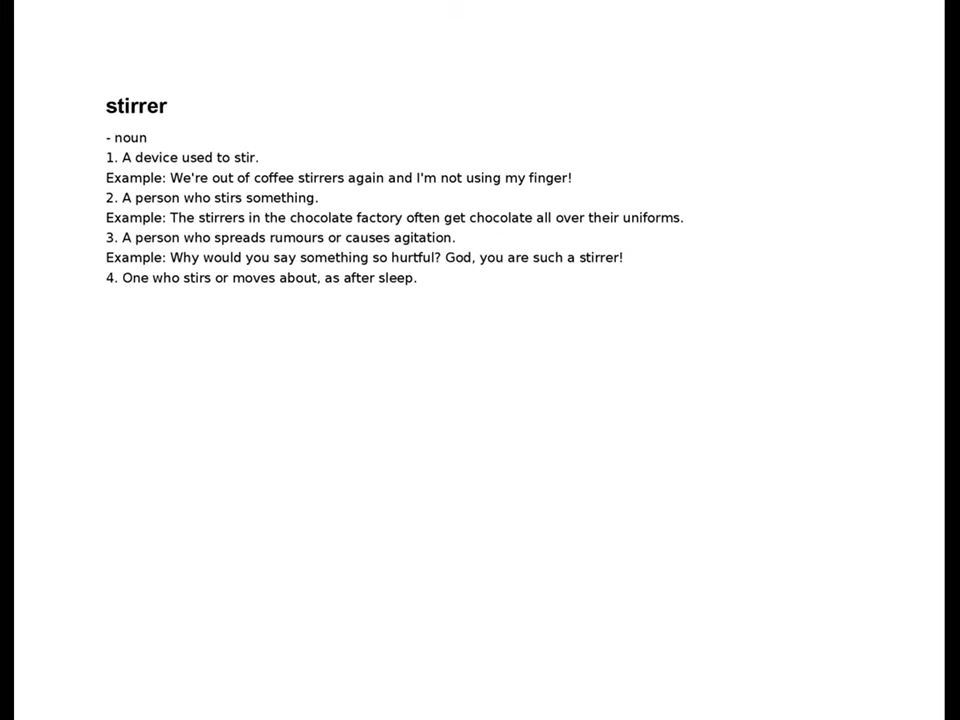 stirrer
- noun
1. A device used to stir.
Example: We're out of coffee stirrers again and I'm not using my finger!
2. A person who stirs something.
Example: The stirrers in the chocolate factory often get chocolate all over their uniforms.
3. A person who spreads rumours or causes agitation.
Example: Why would you say something so hurtful? God, you are such a stirrer!
4. One who stirs or moves about, as after sleep.